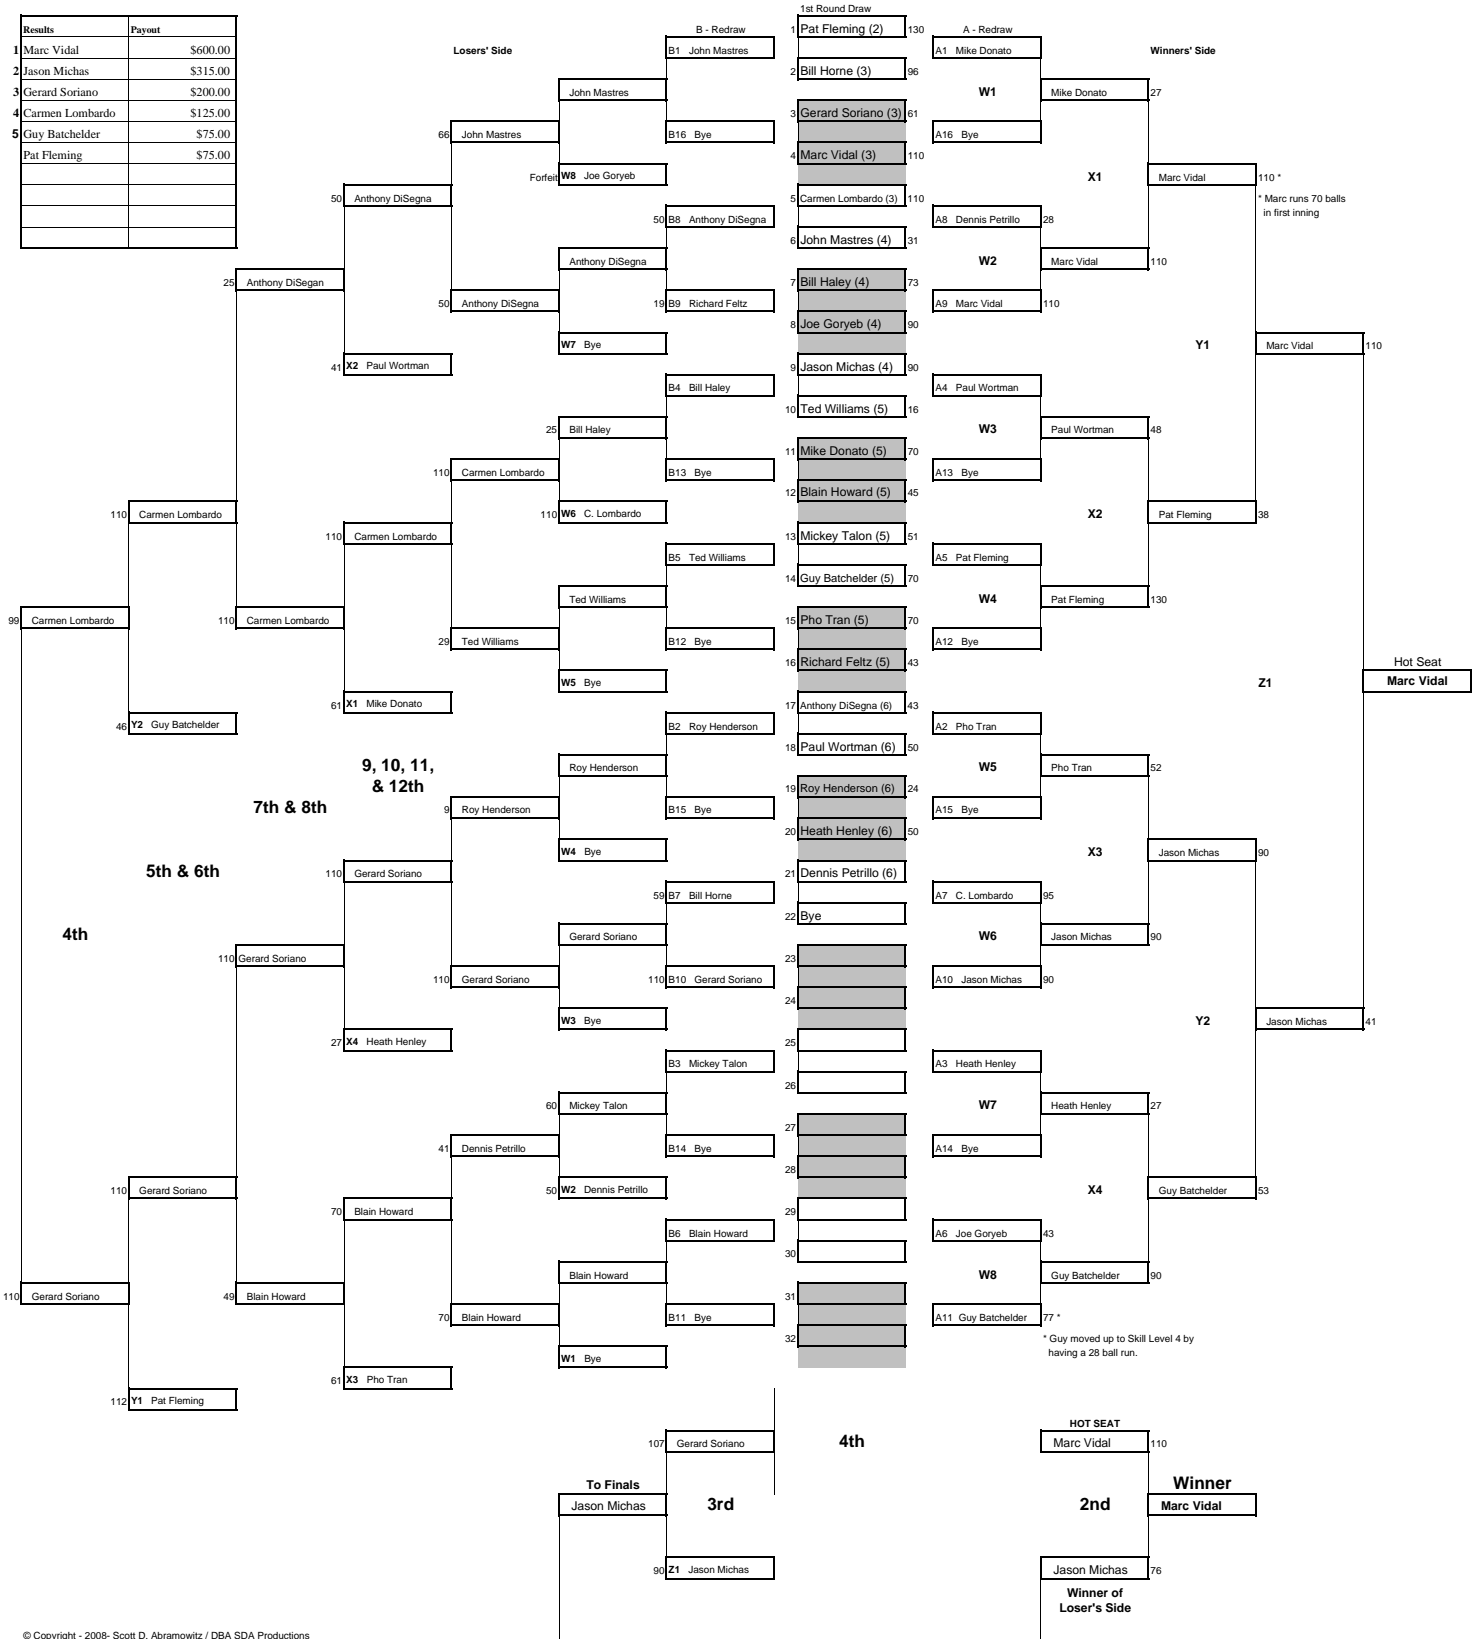 Results Payout
1 Marc Vidal $600.00
2 Jason Michas $315.00
3 Gerard Soriano $200.00
4 Carmen Lombardo $125.00
5 Guy Batchelder $75.00
Pat Fleming $75.00
Losers' Side
99 Carmen Lombardo
110 Gerard Soriano
4th
110 Carmen Lombardo
46 Y2 Guy Batchelder
5th & 6th
110 Gerard Soriano
112 Y1 Pat Fleming
25 Anthony DiSegan
110 Carmen Lombardo
7th & 8th
110 Gerard Soriano
49 Blain Howard
50 Anthony DiSegna
41 X2 Paul Wortman
110 Carmen Lombardo
61 X1 Mike Donato
9, 10, 11,
& 12th
110 Gerard Soriano
27 X4 Heath Henley
70 Blain Howard
61 X3 Pho Tran
66 John Mastres
50 Anthony DiSegna
110 Carmen Lombardo
29 Ted Williams
9 Roy Henderson
110 Gerard Soriano
41 Dennis Petrillo
70 Blain Howard
John Mastres
Forfeit W8 Joe Goryeb
Anthony DiSegna
W7 Bye
25 Bill Haley
110 W6 C. Lombardo
Ted Williams
W5 Bye
Roy Henderson
W4 Bye
Gerard Soriano
W3 Bye
60 Mickey Talon
50 W2 Dennis Petrillo
Blain Howard
W1 Bye
B - Redraw
B1 John Mastres
B16 Bye
50 B8 Anthony DiSegna
19 B9 Richard Feltz
B4 Bill Haley
B13 Bye
B5 Ted Williams
B12 Bye
B2 Roy Henderson
B15 Bye
59 B7 Bill Horne
110 B10 Gerard Soriano
B3 Mickey Talon
B14 Bye
B6 Blain Howard
B11 Bye
1st Round Draw
1 Pat Fleming (2) 130
2 Bill Horne (3) 96
3 Gerard Soriano (3) 61
4 Marc Vidal (3) 110
5 Carmen Lombardo (3) 110
6 John Mastres (4) 31
7 Bill Haley (4) 73
8 Joe Goryeb (4) 90
9 Jason Michas (4) 90
10 Ted Williams (5) 16
11 Mike Donato (5) 70
12 Blain Howard (5) 45
13 Mickey Talon (5) 51
14 Guy Batchelder (5) 70
15 Pho Tran (5) 70
16 Richard Feltz (5) 43
17 Anthony DiSegna (6) 43
18 Paul Wortman (6) 50
19 Roy Henderson (6) 24
20 Heath Henley (6) 50
21 Dennis Petrillo (6)
22 Bye
23
24
25
26
27
28
29
30
31
32
A - Redraw
A1 Mike Donato
W1
A16 Bye
A8 Dennis Petrillo 28
W2
A9 Marc Vidal 110
A4 Paul Wortman
W3
A13 Bye
A5 Pat Fleming
W4
A12 Bye
A2 Pho Tran
W5
A15 Bye
A7 C. Lombardo 95
W6
A10 Jason Michas 90
A3 Heath Henley
W7
A14 Bye
A6 Joe Goryeb 43
W8
A11 Guy Batchelder 77 *
* Guy moved up to Skill Level 4 by
having a 28 ball run.
Winners' Side
Mike Donato 27
X1
Marc Vidal 110
Paul Wortman 48
X2
Pat Fleming 130
Pho Tran 52
X3
Jason Michas 90
Heath Henley 27
X4
Guy Batchelder 90
Marc Vidal 110 *
* Marc runs 70 balls
in first inning
Y1
Pat Fleming 38
Jason Michas 90
Y2
Guy Batchelder 53
Marc Vidal 110
Z1
Jason Michas 41
Hot Seat
Marc Vidal
107 Gerard Soriano
4th
To Finals
Jason Michas
3rd
90 Z1 Jason Michas
HOT SEAT
Marc Vidal 110
Winner
2nd
Marc Vidal
Jason Michas 76
Winner of
Loser's Side
© Copyright - 2008- Scott D. Abramowitz / DBA SDA Productions